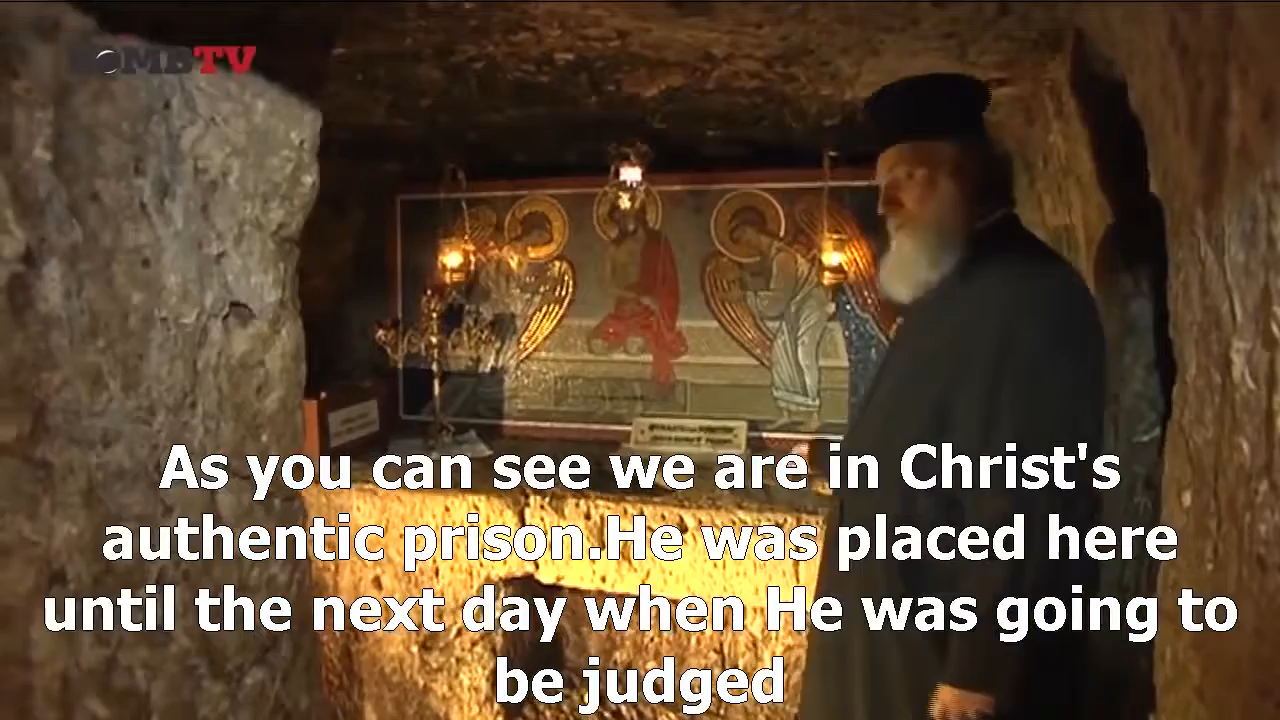 BOMBTV
As you can see we are in Christ's
authentic prison.He was placed here
until the next day when He was going to
be judged